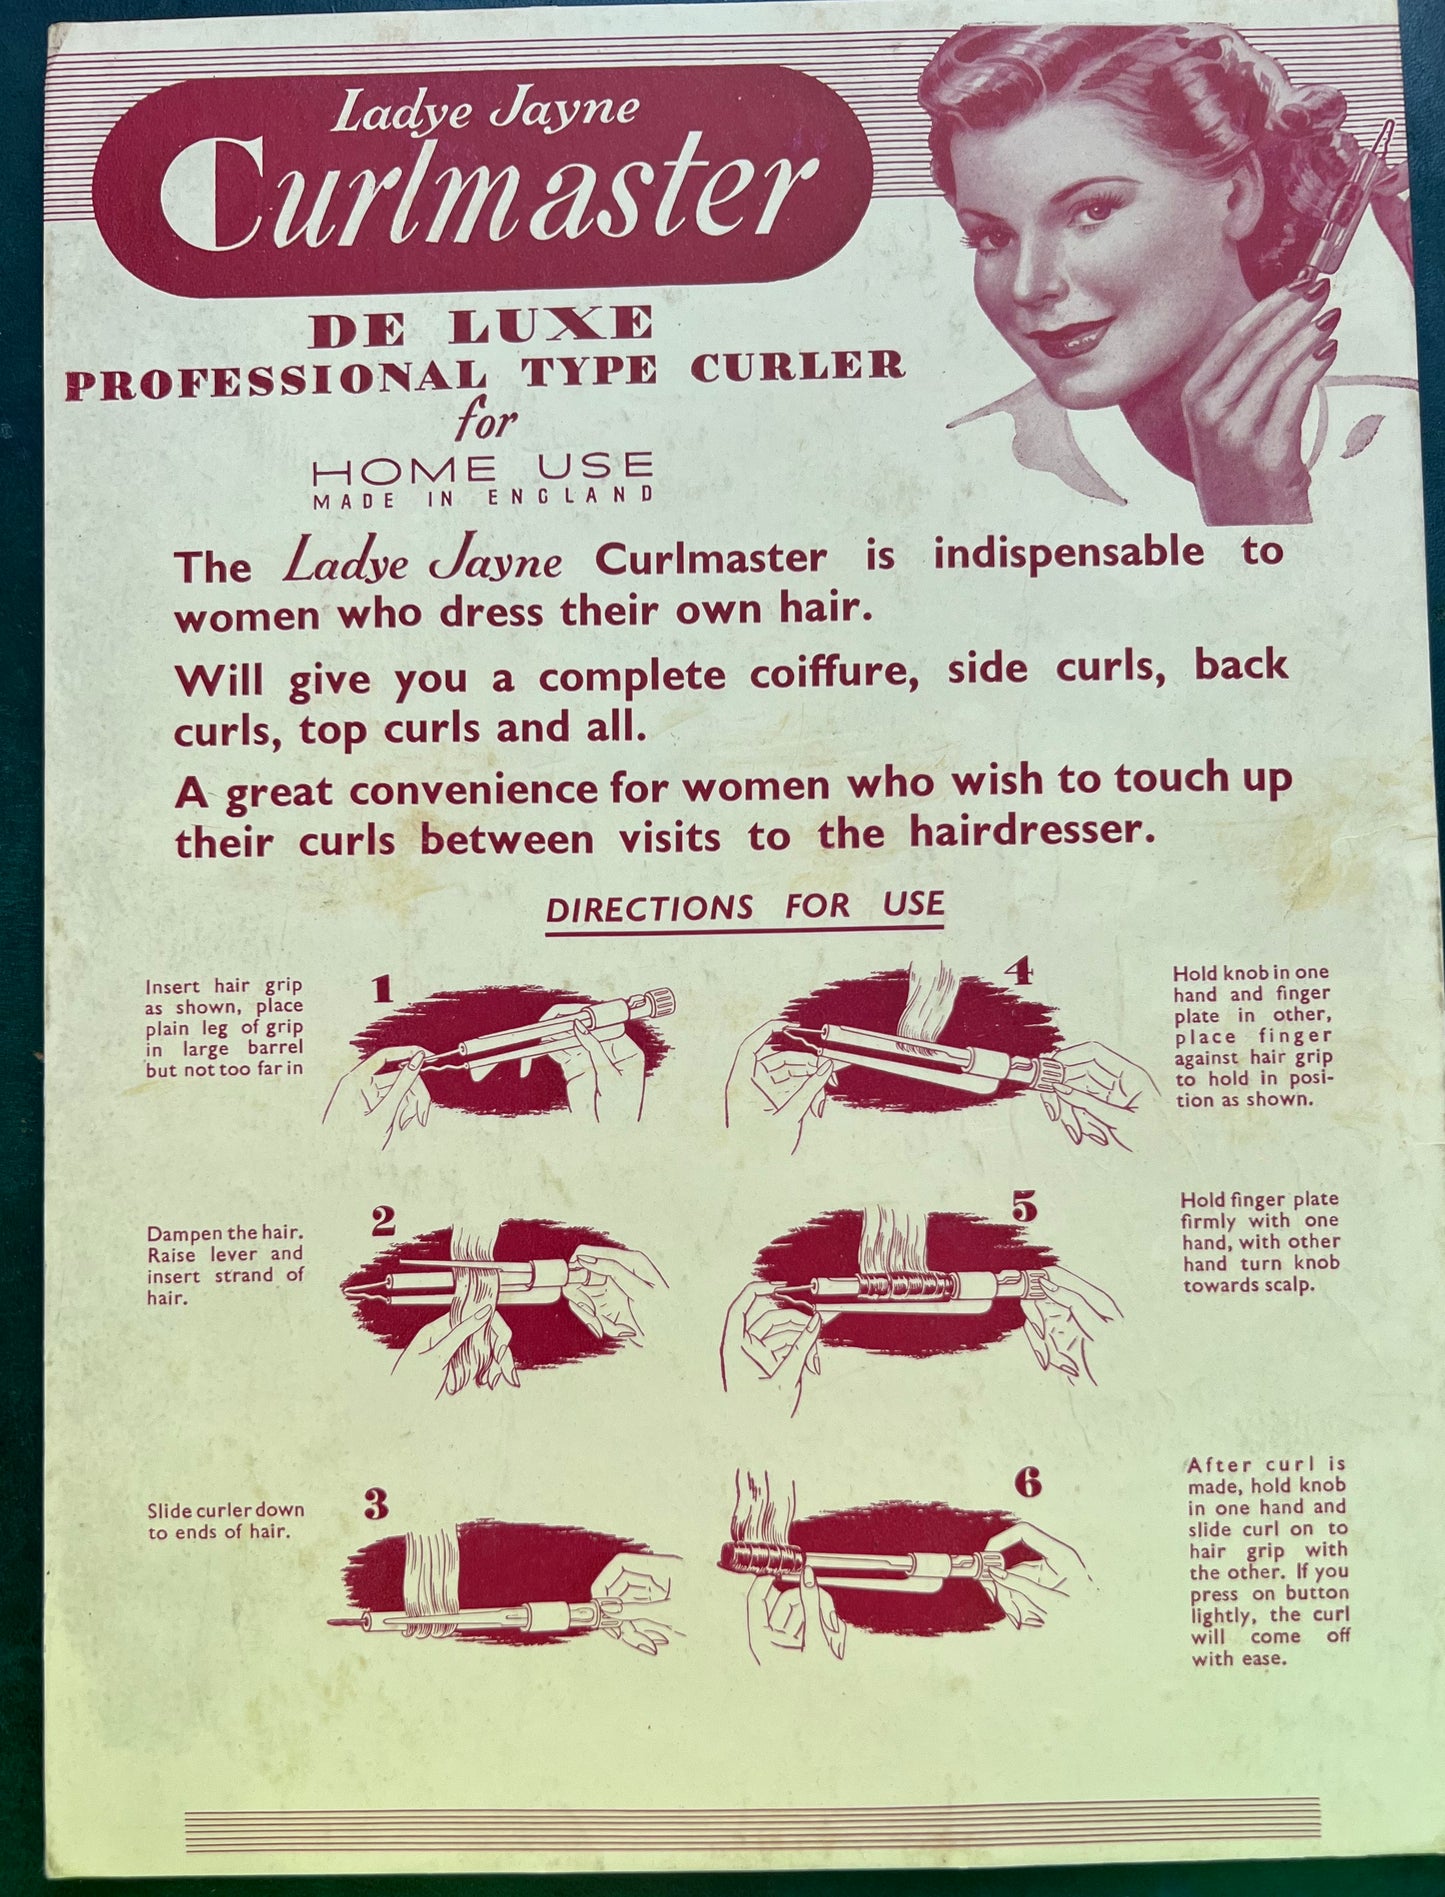 Ladye Jayne
Curlmaster
DE LUXE
PROFESSIONAL TYPE CURLER
for
HOME USE
MADE IN ENGLAND
The Ladye Jayne Curlmaster is indispensable to
women who dress their own hair.
Will give you a complete coiffure, side curls, back
curls, top curls and all.
A great convenience for women who wish to touch up
their curls between visits to the hairdresser.
DIRECTIONS FOR USE
1
Insert hair grip
as shown, place
plain leg of grip
in large barrel
but not too far in
2
Dampen the hair.
Raise lever and
insert strand of
hair.
3
Slide curler down
to ends of hair.
4
Hold knob in one
hand and finger
plate in other,
place finger
against hair grip
to hold in posi-
tion as shown.
5
Hold finger plate
firmly with one
hand, with other
hand turn knob
towards scalp.
6
After curl is
made, hold knob
in one hand and
slide curl on to
hair grip with
the other. If you
press on button
lightly, the curl
will come off
with ease.